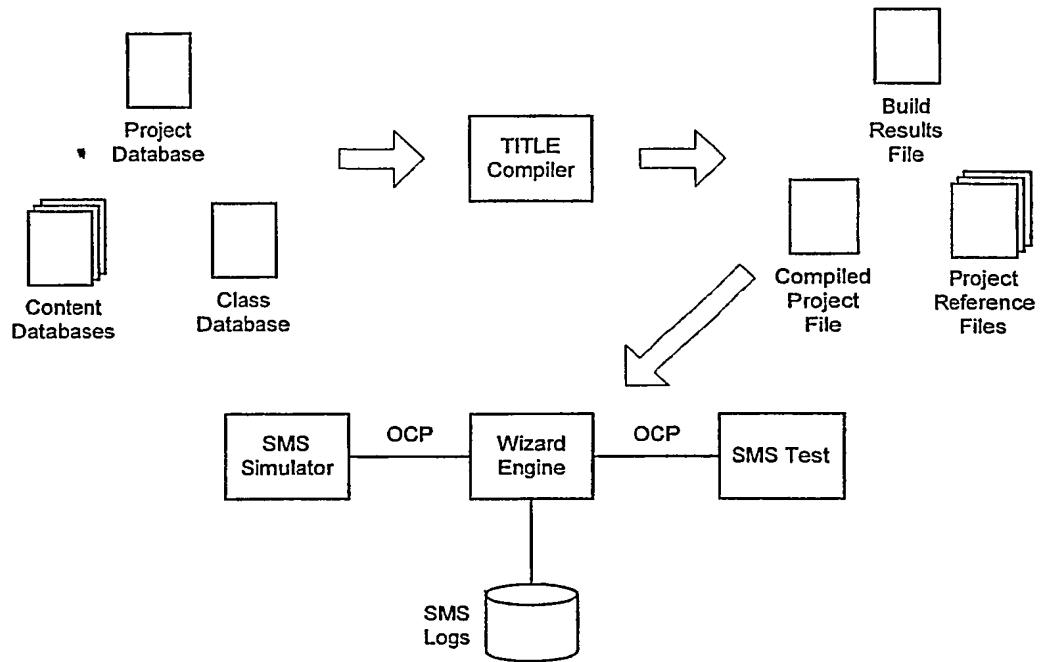 Project
Database
Content
Databases
Class
Database
TITLE
Compiler
Build
Results
File
Compiled
Project
File
Project
Reference
Files
SMS
Simulator
OCP
Wizard
Engine
OCP
SMS Test
SMS
Logs